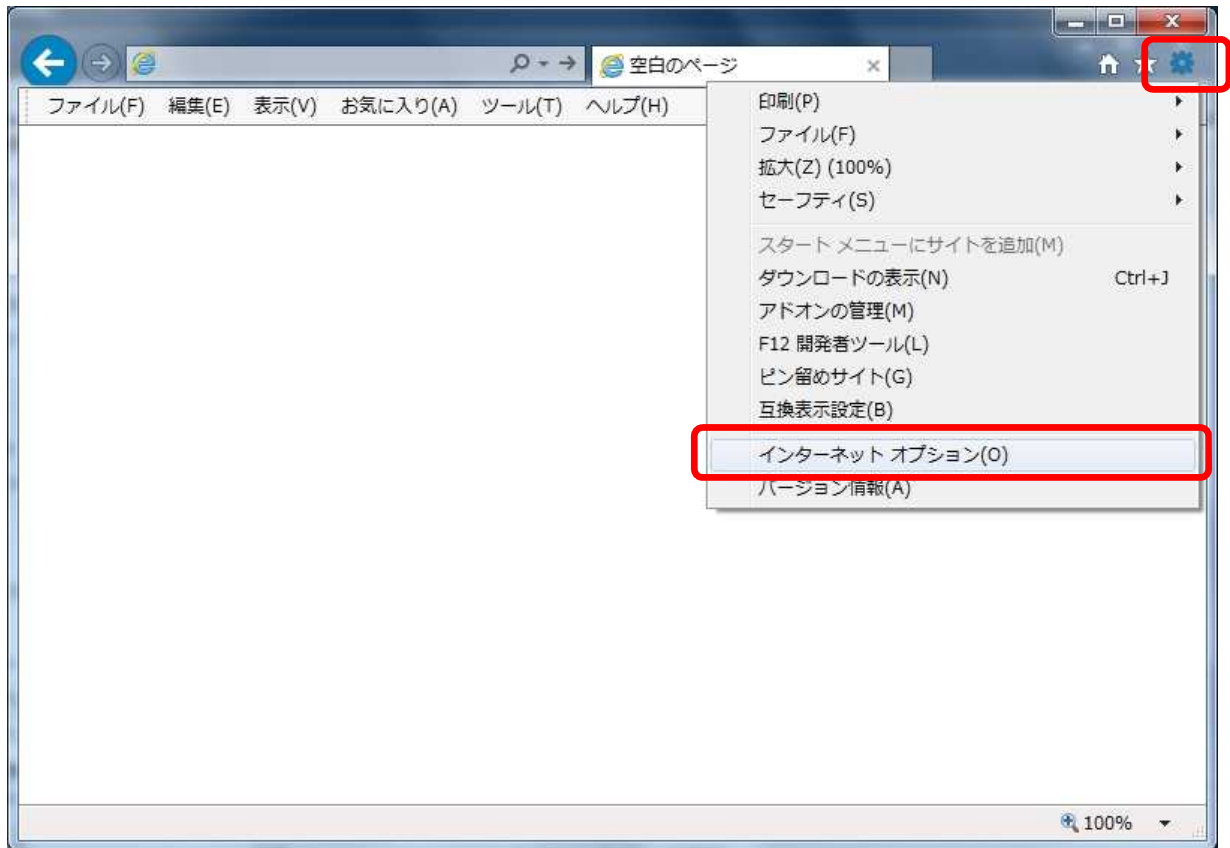 空白のページ
ファイル(F) 編集(E) 表示(V) お気に入り(A) ツール(T) ヘルプ(H)
印刷(P)
ファイル(F)
拡大(Z) (100%)
セーフティ(S)
スタート メニューにサイトを追加(M)
ダウンロードの表示(N) Ctrl+J
アドオンの管理(M)
F12 開発者ツール(L)
ピン留めサイト(G)
互換表示設定(B)
インターネット オプション(O)
バージョン情報(A)
100%